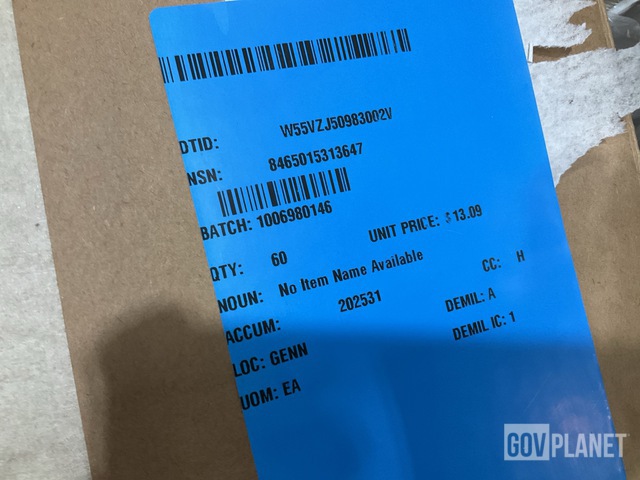 DTID: W55VZJ50983002V
NSN: 8465015313647
BATCH: 1006980146
QTY: 60 UNIT PRICE: $13.09
NOUN: No Item Name Available CC: H
ACCUM: 202531 DEMIL: A
LOC: GENN DEMIL IC: 1
UOM: EA
GOVPLANET